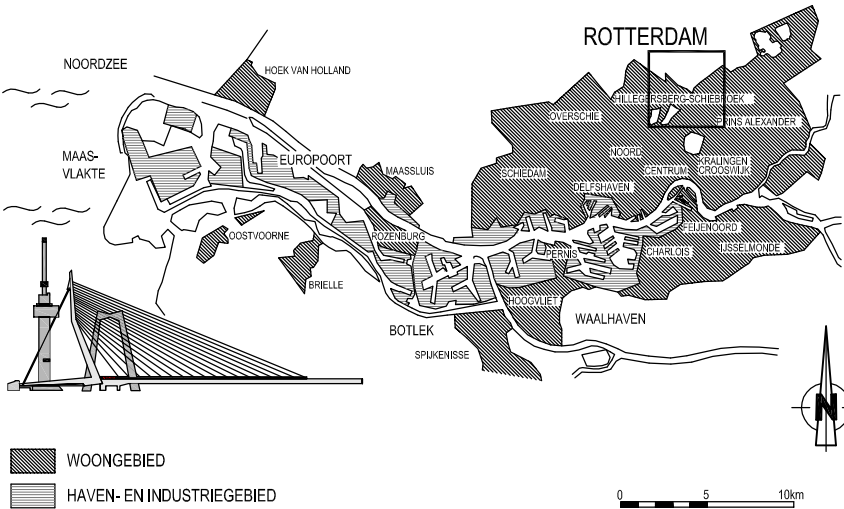 ROTTERDAM
NOORDZEE
HOEK VAN HOLLAND
HILLEGERSBERG-SCHIEBROEK
OVERSCHIE
PRINS ALEXANDER
MAAS-
VLAKTE
EUROPOORT
NOORD
MAASSLUIS
SCHIEDAM
CENTRUM
KRALINGEN
CROOSWIJK
DELFSHAVEN
OOSTVOORNE
ROZENBURG
FEIJENOORD
PERNIS
CHARLOIS
IJSSELMONDE
BRIELLE
HOOGVLIET
BOTLEK
WAALHAVEN
SPIJKENISSE
N
WOONGEBIED
HAVEN- EN INDUSTRIEGEBIED
0 5 10km